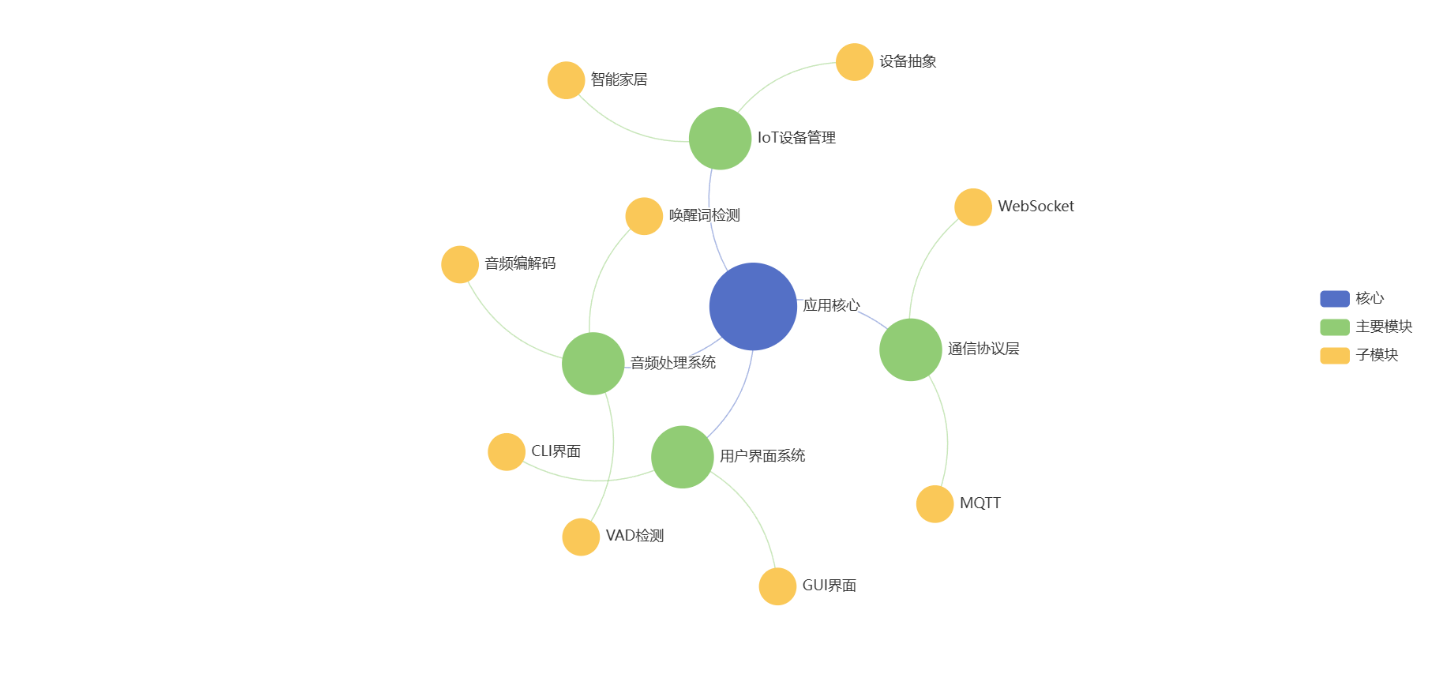 设备抽象
智能家居
IoT设备管理
WebSocket
唤醒词检测
音频编解码
核心
应用核心
主要模块
通信协议层
子模块
音频处理系统
CLI界面
用户界面系统
MQTT
VAD检测
GUI界面